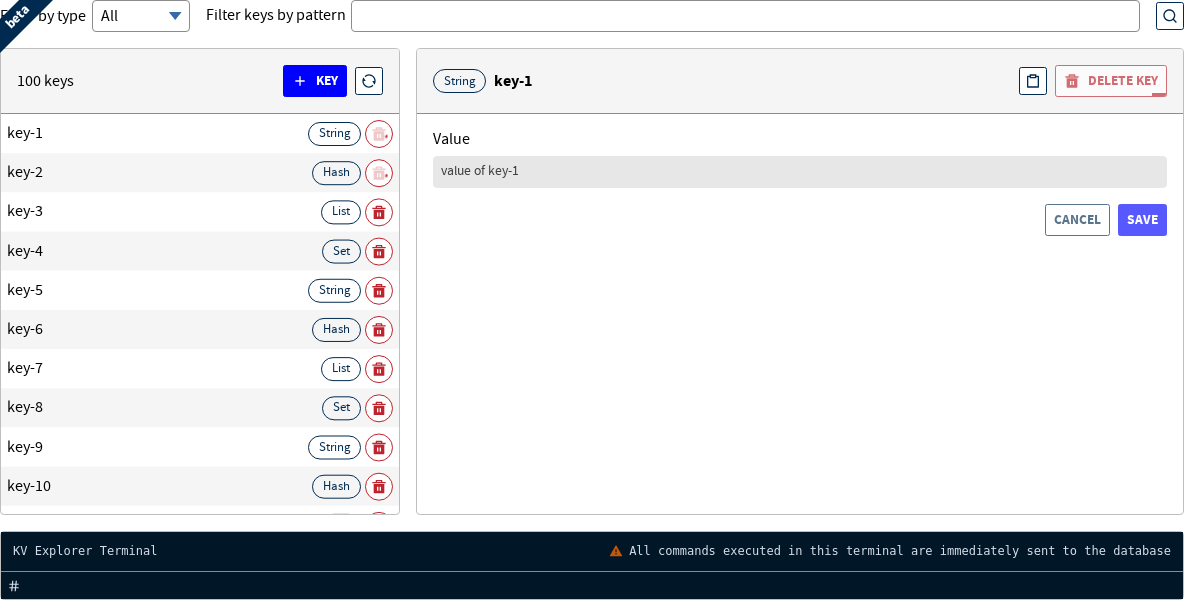 beta
by type
All
Filter keys by pattern
100 keys
+ KEY
String
key-1
DELETE KEY
key-1
String
key-2
Hash
key-3
List
key-4
Set
key-5
String
key-6
Hash
key-7
List
key-8
Set
key-9
String
key-10
Hash
Value
value of key-1
CANCEL
SAVE
KV Explorer Terminal
All commands executed in this terminal are immediately sent to the database
#